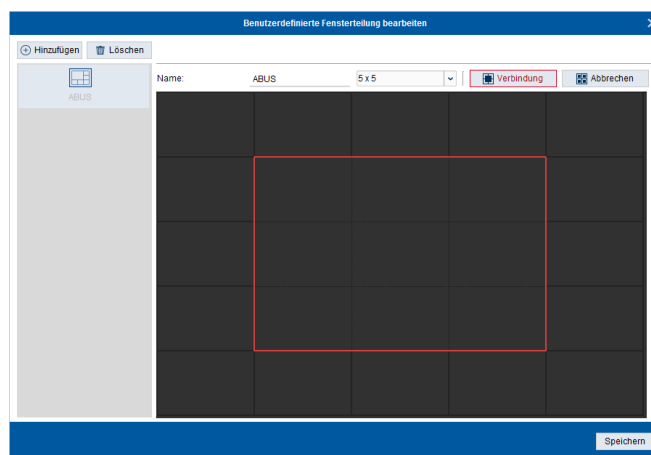 Benutzerdefinierte Fensterteilung bearbeiten
Hinzufügen Löschen
ABUS
Name: ABUS 5 x 5 Verbindung Abbrechen
Speichern